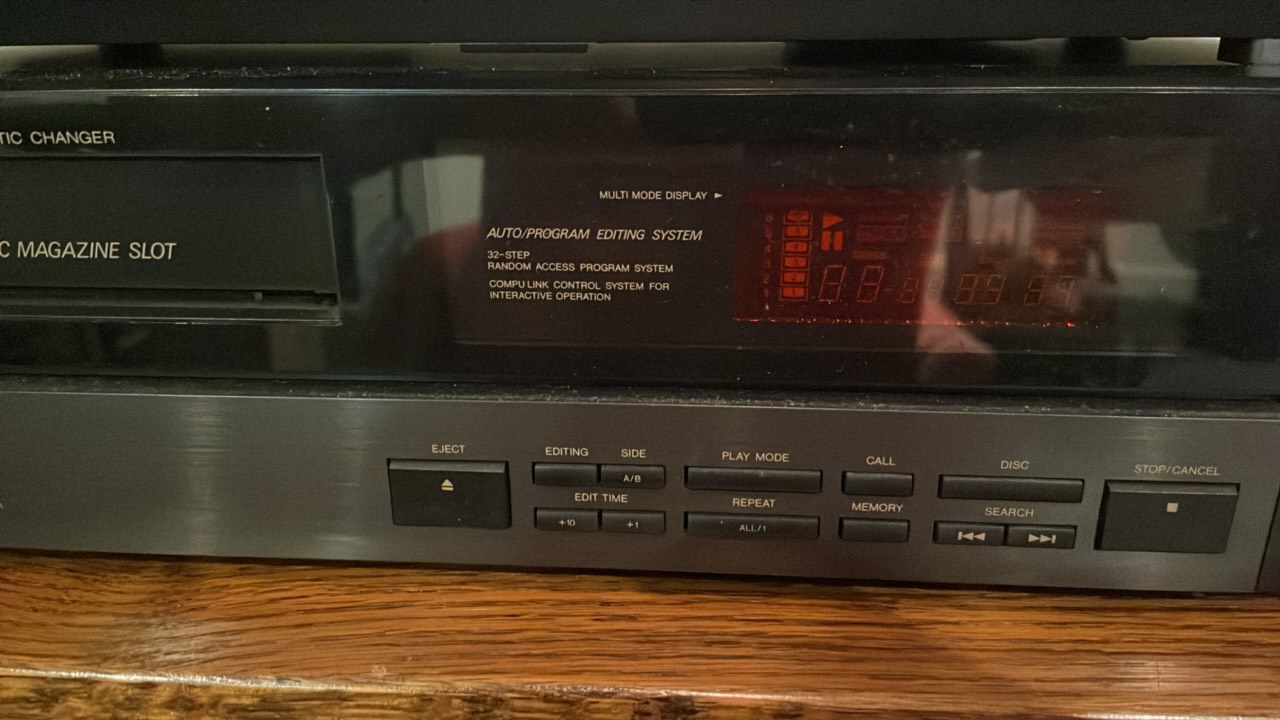 TIC CHANGER
C MAGAZINE SLOT
MULTI MODE DISPLAY
AUTO/PROGRAM EDITING SYSTEM
32-STEP
RANDOM ACCESS PROGRAM SYSTEM
COMPU LINK CONTROL SYSTEM FOR
INTERACTIVE OPERATION
EJECT
EDITING SIDE
A/B
EDIT TIME
+10 +1
PLAY MODE
REPEAT
ALL/1
CALL
MEMORY
DISC
SEARCH
STOP/CANCEL